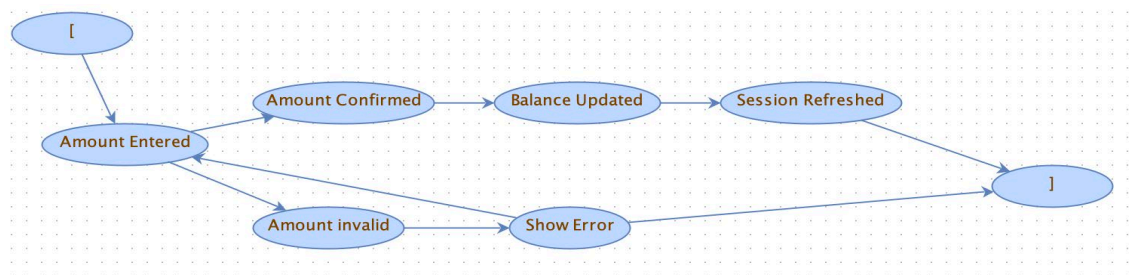 [
Amount Confirmed
Balance Updated
Session Refreshed
Amount Entered
]
Amount invalid
Show Error